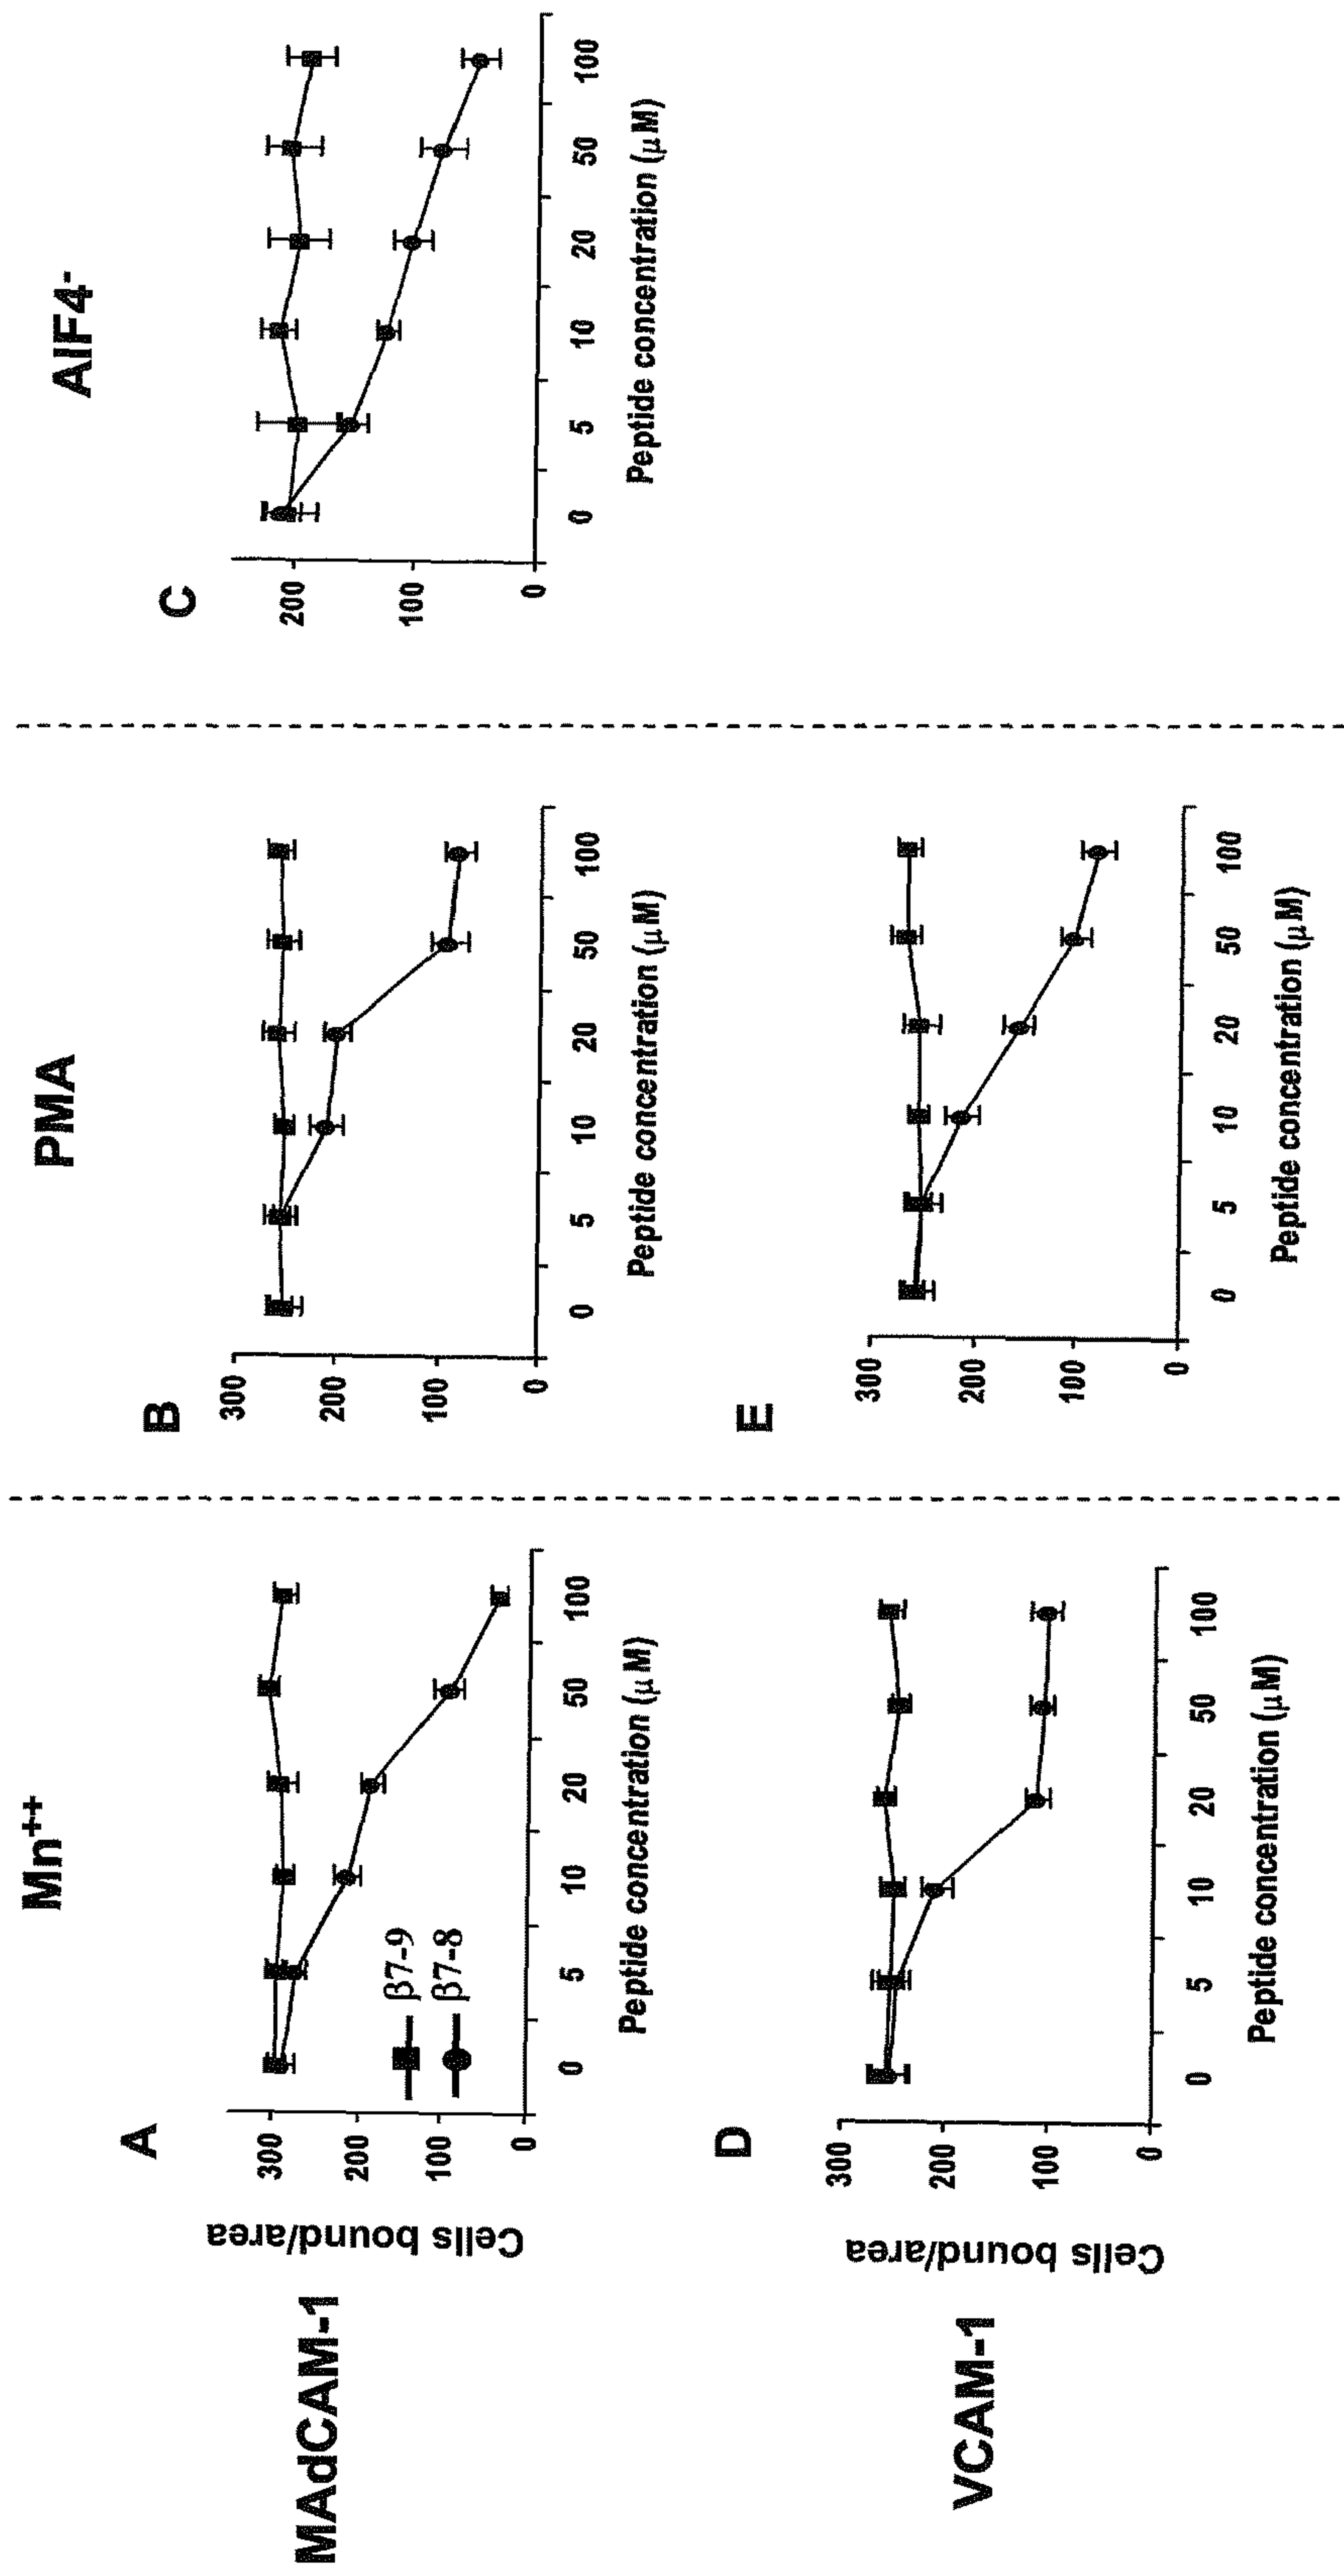 Mn++
PMA
AlF4-
MAdCAM-1
A
Cells bound/area
300
200
100
0
β7-9
β7-8
0 5 10 20 50 100
Peptide concentration (μM)
B
300
200
100
0
0 5 10 20 50 100
Peptide concentration (μM)
C
200
100
0
0 5 10 20 50 100
Peptide concentration (μM)
VCAM-1
D
Cells bound/area
300
200
100
0
0 5 10 20 50 100
Peptide concentration (μM)
E
300
200
100
0
0 5 10 20 50 100
Peptide concentration (μM)